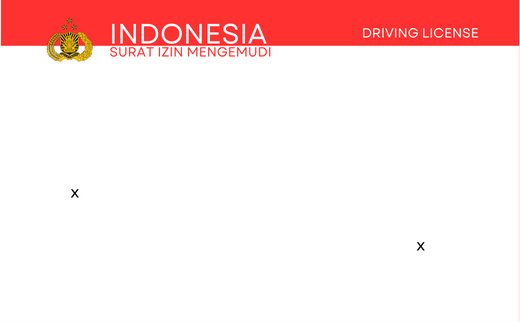 INDONESIA
SURAT IZIN MENGEMUDI
DRIVING LICENSE
x
x